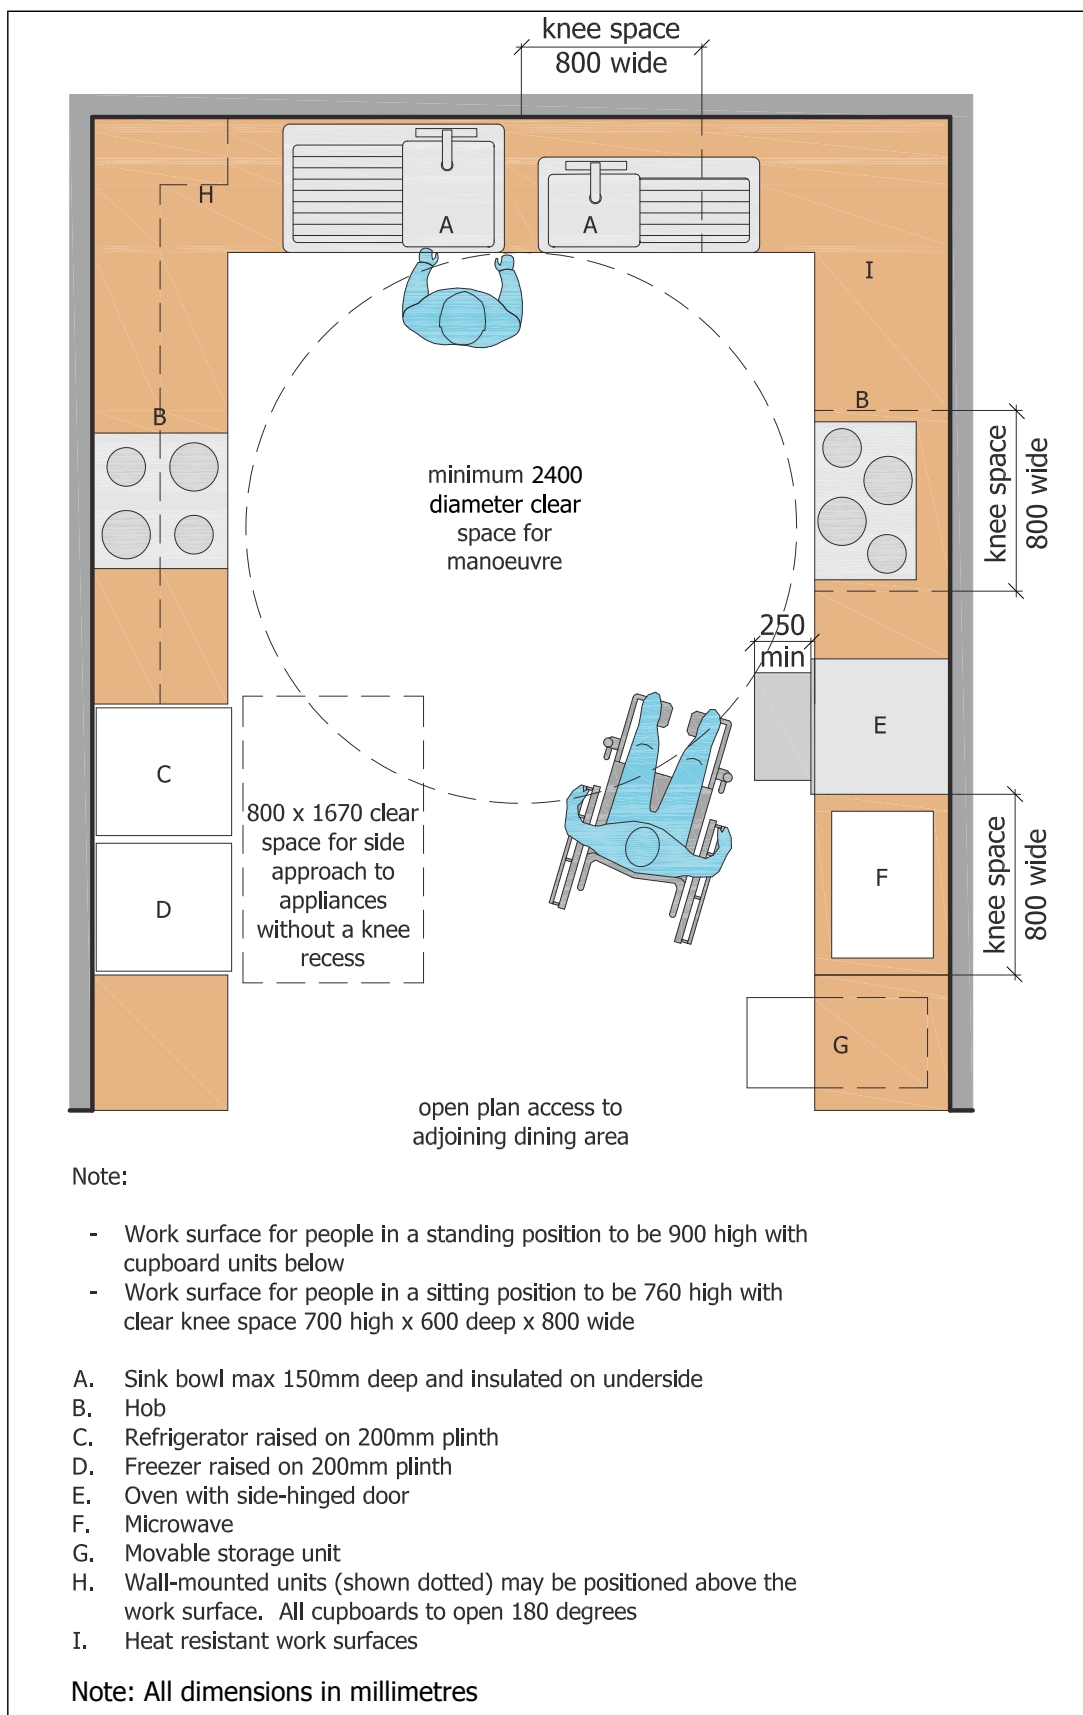 knee space
800 wide
H
A
A
I
B
B
minimum 2400
diameter clear
space for
manoeuvre
knee space
800 wide
250
min
C
E
800 x 1670 clear
space for side
approach to
appliances
without a knee
recess
D
F
knee space
800 wide
G
open plan access to
adjoining dining area
Note:
- Work surface for people in a standing position to be 900 high with
cupboard units below
- Work surface for people in a sitting position to be 760 high with
clear knee space 700 high x 600 deep x 800 wide
A. Sink bowl max 150mm deep and insulated on underside
B. Hob
C. Refrigerator raised on 200mm plinth
D. Freezer raised on 200mm plinth
E. Oven with side-hinged door
F. Microwave
G. Movable storage unit
H. Wall-mounted units (shown dotted) may be positioned above the
work surface. All cupboards to open 180 degrees
I. Heat resistant work surfaces
Note: All dimensions in millimetres